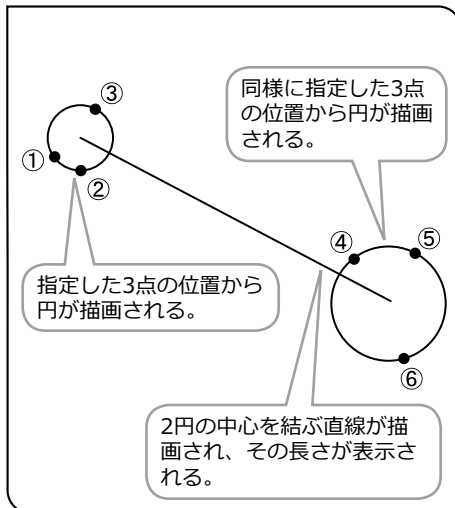 ③
①
②
同様に指定した3点
の位置から円が描画
される。
④
⑤
⑥
指定した3点の位置から
円が描画される。
2円の中心を結ぶ直線が描
画され、その長さが表示さ
れる。